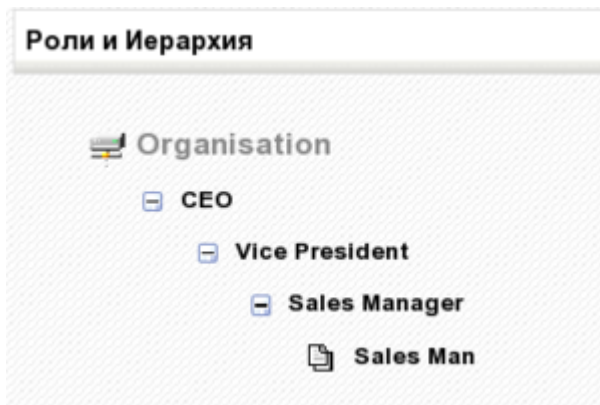 Роли и Иерархия
Organisation
CEO
Vice President
Sales Manager
Sales Man